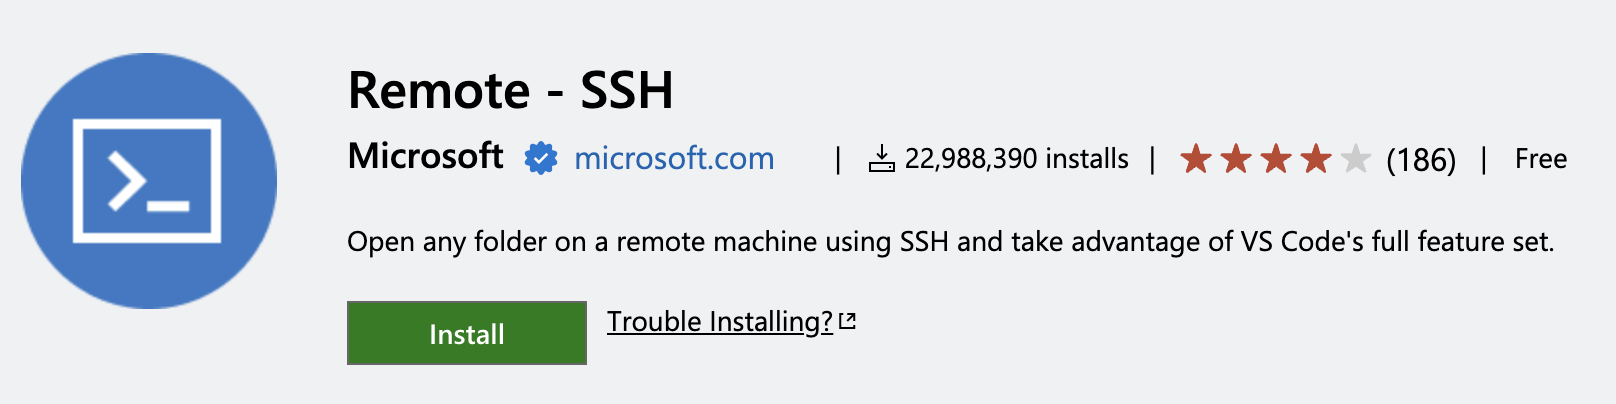 Remote - SSH
Microsoft microsoft.com | 22,988,390 installs | (186) | Free
Open any folder on a remote machine using SSH and take advantage of VS Code's full feature set.
Install Trouble Installing?